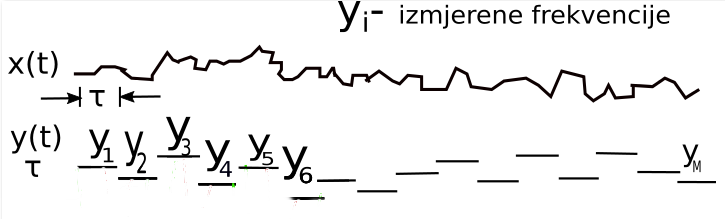 yi- izmjerene frekvencije
x(t)
τ
y(t) y1 y2 y3 y4 y5 y6 yM
τ